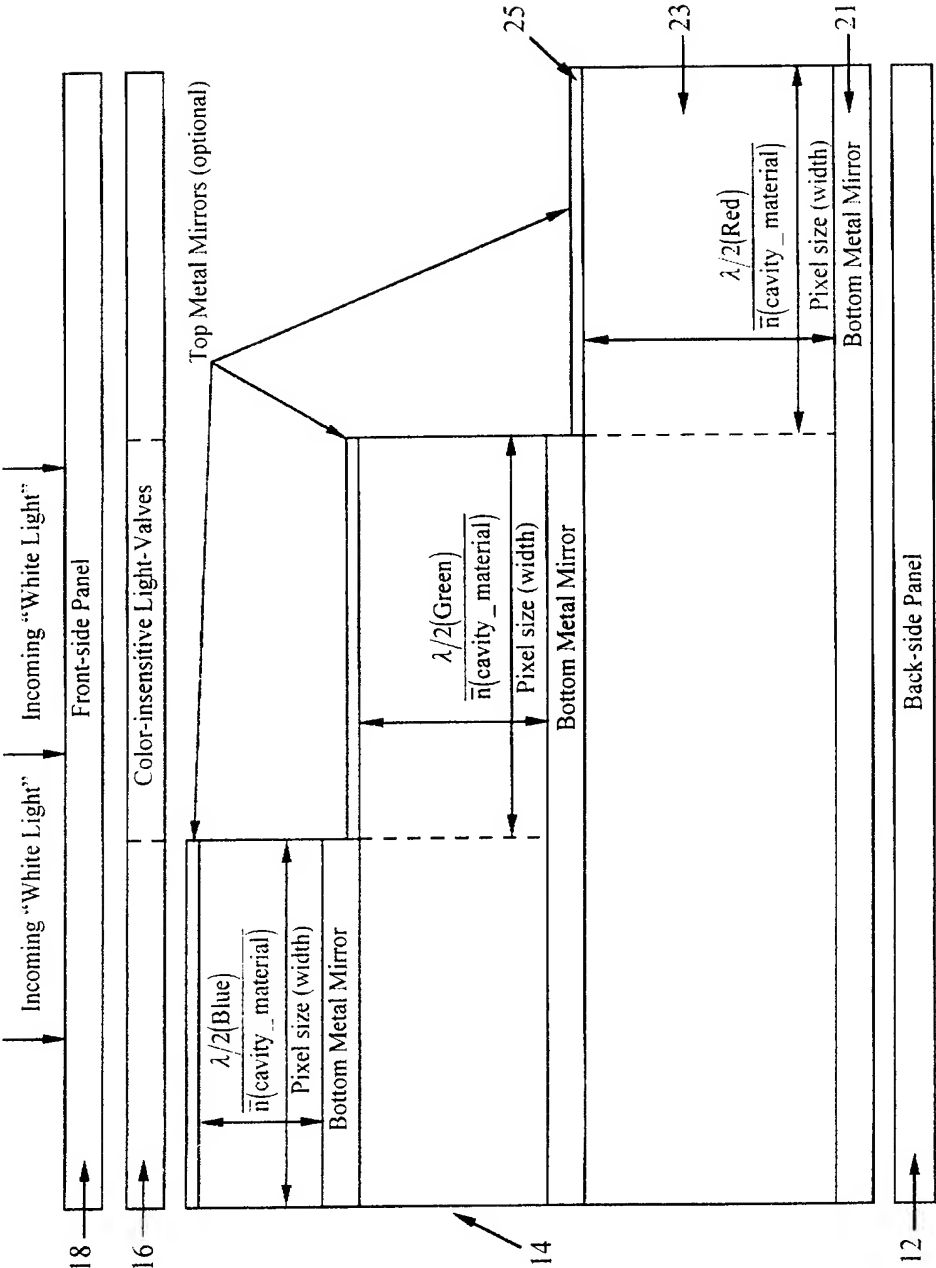 Incoming “White Light”
Incoming “White Light”
18
Front-side Panel
16
Color-insensitive Light-Valves
Top Metal Mirrors (optional)
25
23
21
λ/2(Blue)
n̄(cavity_material)
Pixel size (width)
Bottom Metal Mirror
λ/2(Green)
n̄(cavity_material)
Pixel size (width)
Bottom Metal Mirror
λ/2(Red)
n̄(cavity_material)
Pixel size (width)
Bottom Metal Mirror
14
12
Back-side Panel